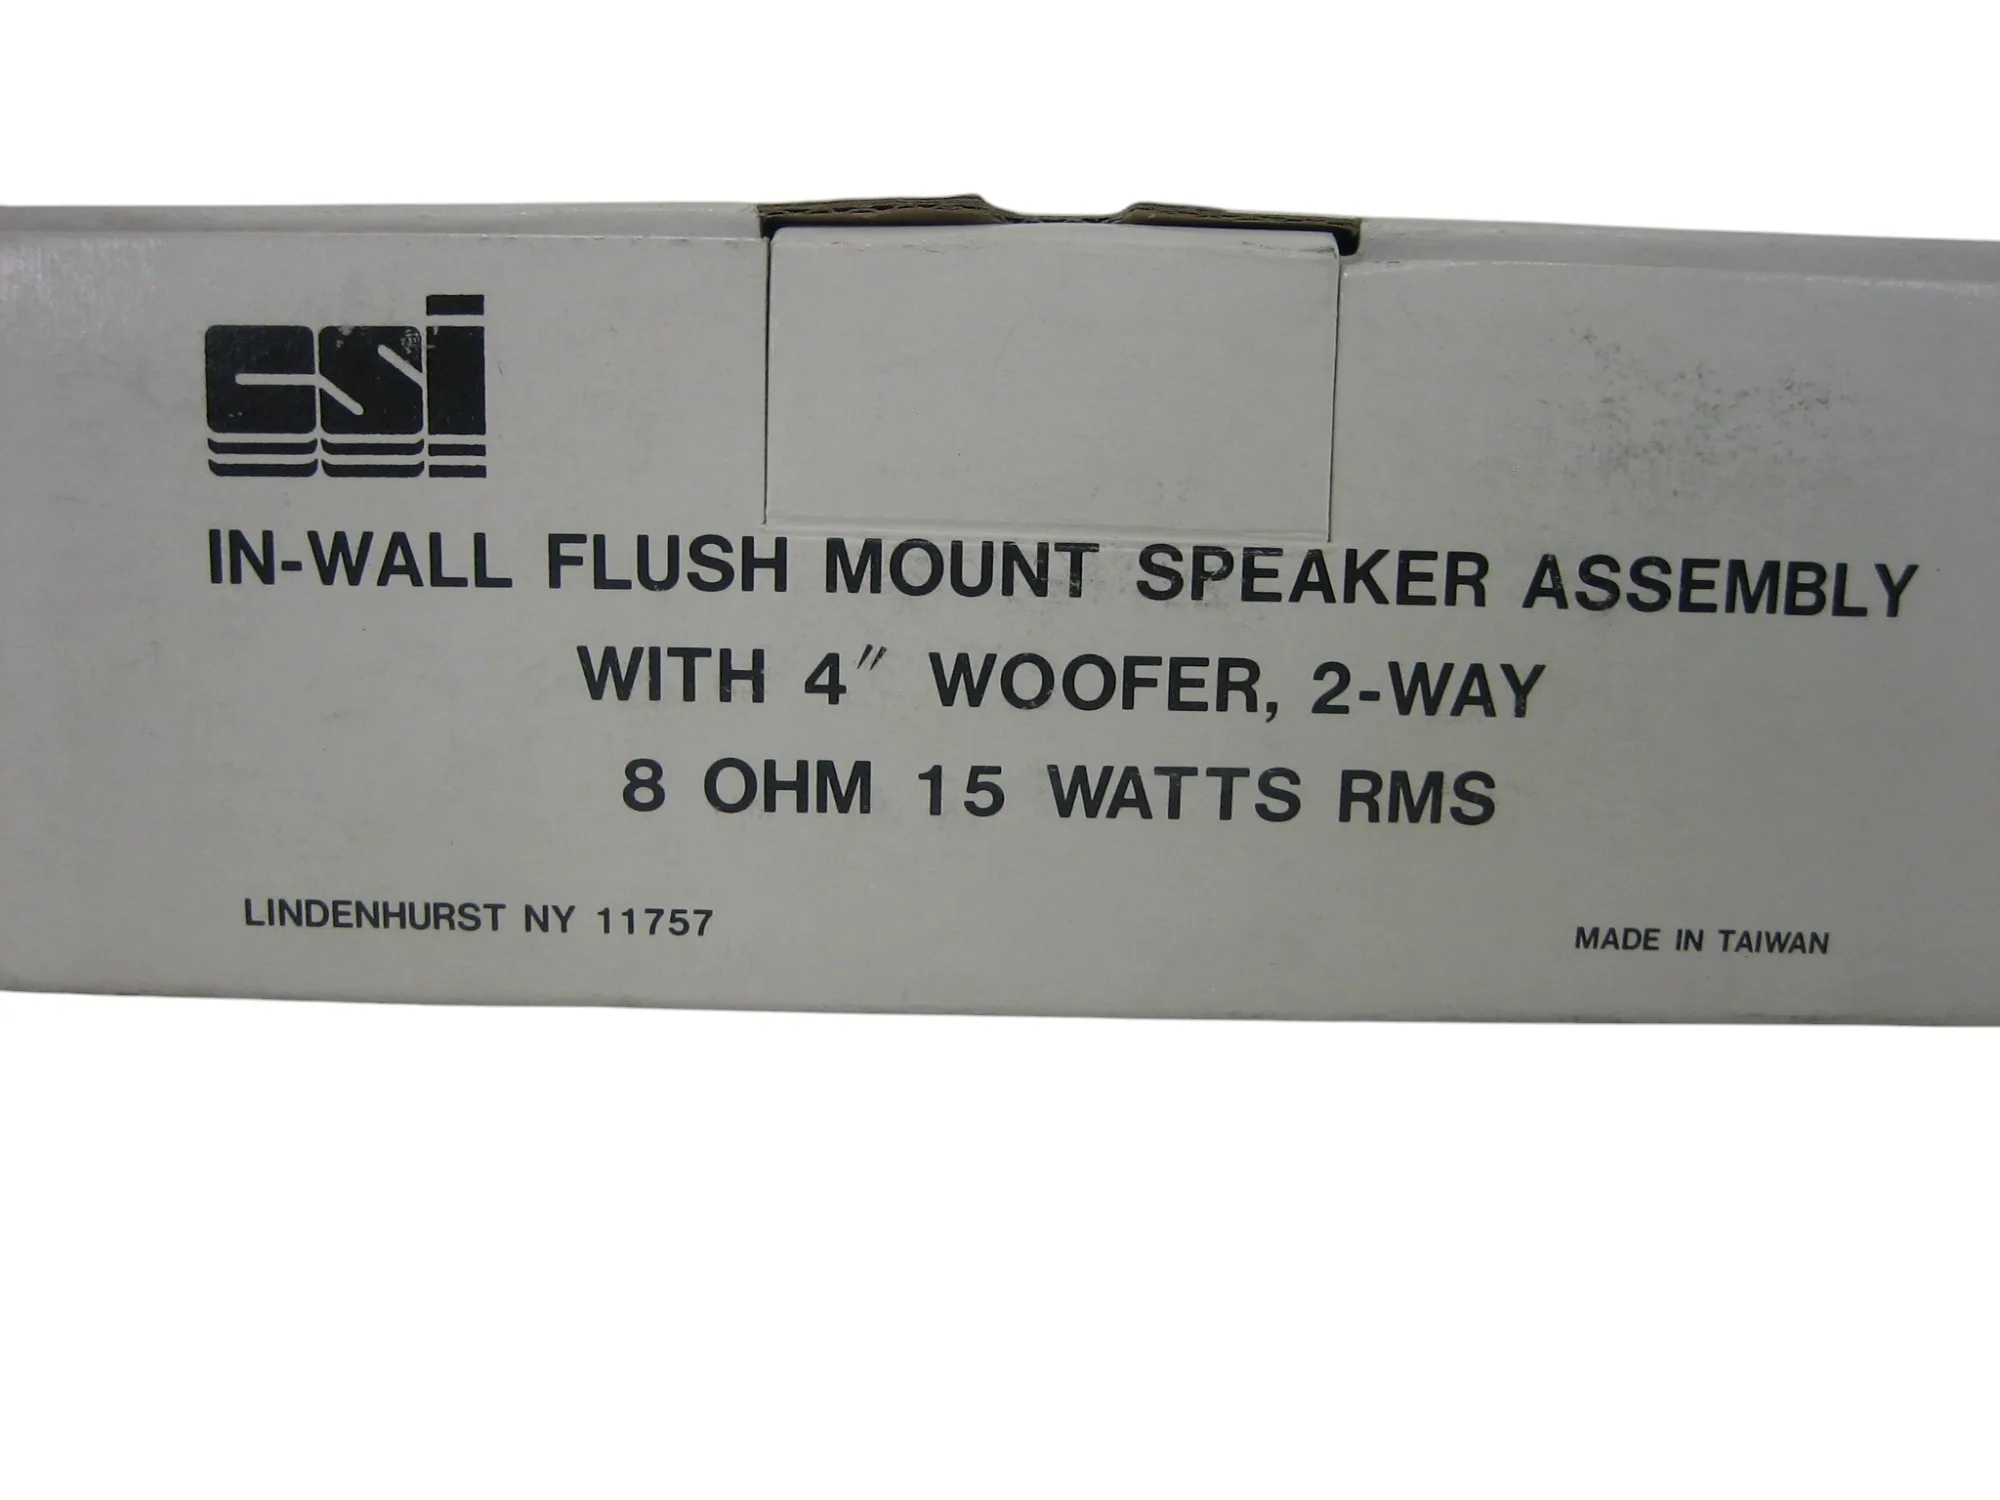 csi
IN-WALL FLUSH MOUNT SPEAKER ASSEMBLY
WITH 4" WOOFER, 2-WAY
8 OHM 15 WATTS RMS
LINDENHURST NY 11757
MADE IN TAIWAN